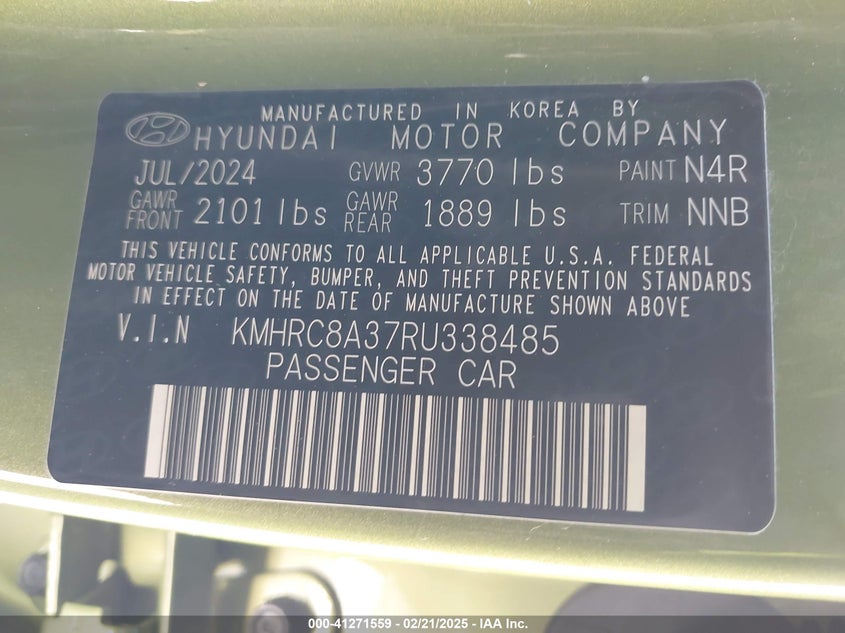 MANUFACTURED IN KOREA BY
HYUNDAI MOTOR COMPANY
JUL/2024 GVWR 3770 lbs PAINT N4R
GAWR FRONT 2101 lbs GAWR REAR 1889 lbs TRIM NNB
THIS VEHICLE CONFORMS TO ALL APPLICABLE U.S.A. FEDERAL
MOTOR VEHICLE SAFETY, BUMPER, AND THEFT PREVENTION STANDARDS
IN EFFECT ON THE DATE OF MANUFACTURE SHOWN ABOVE
V.I.N KMHRC8A37RU338485
PASSENGER CAR
000-41271559 - 02/21/2025 - IAA Inc.